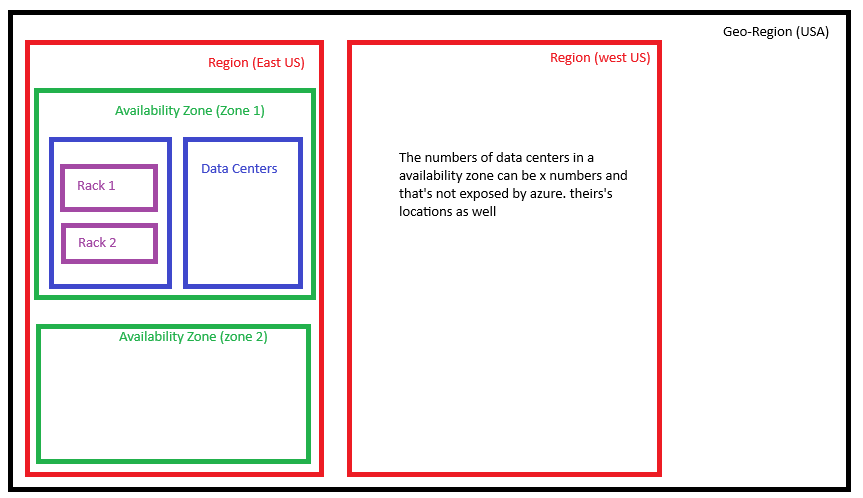 Geo-Region (USA)
Region (East US)
Region (west US)
Availability Zone (Zone 1)
Data Centers
Rack 1
Rack 2
The numbers of data centers in a
availability zone can be x numbers and
that's not exposed by azure. theirs's
locations as well
Availability Zone (zone 2)